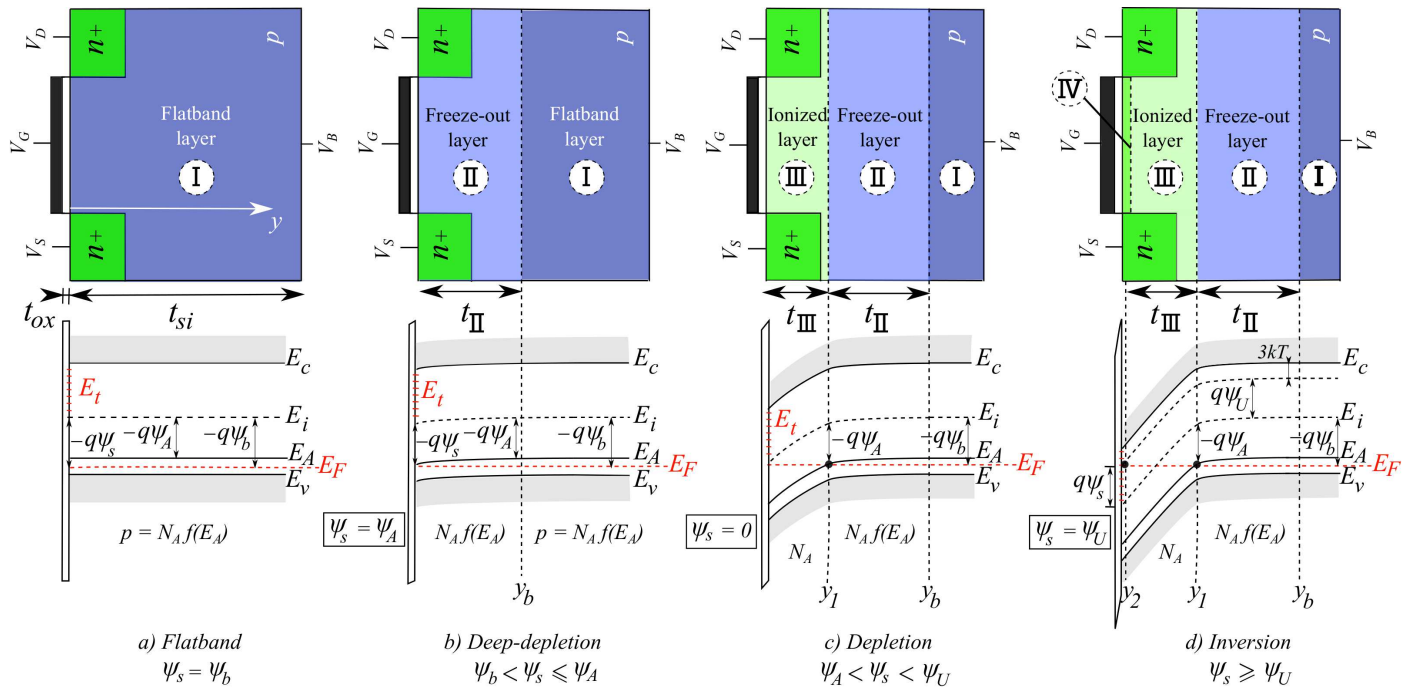 V_D
n+
p
V_G
Flatband
layer
I
V_B
y
V_S
n+
t_ox
t_si
E_c
E_t
E_i
−qψ_s
−qψ_A
−qψ_b
E_A
E_F
E_v
p = N_A f(E_A)
a) Flatband
ψ_s = ψ_b
V_D
n+
V_G
Freeze-out
layer
II
Flatband
layer
I
V_B
V_S
n+
t_II
E_c
E_t
E_i
−qψ_s
−qψ_A
−qψ_b
E_A
E_F
E_v
ψ_s = ψ_A
N_A f(E_A)
p = N_A f(E_A)
y_b
b) Deep-depletion
ψ_b < ψ_s ⩽ ψ_A
V_D
n+
p
V_G
Ionized
layer
III
Freeze-out
layer
II
I
V_B
V_S
n+
t_III
t_II
E_c
E_t
E_i
−qψ_A
−qψ_b
E_A
E_F
E_v
ψ_s = 0
N_A
N_A f(E_A)
y_1
y_b
c) Depletion
ψ_A < ψ_s < ψ_U
V_D
n+
p
IV
V_G
Ionized
layer
III
Freeze-out
layer
II
I
V_B
V_S
n+
t_III
t_II
3kT
E_c
qψ_U
E_i
−qψ_A
−qψ_b
E_A
E_F
E_v
qψ_s
ψ_s = ψ_U
N_A
N_A f(E_A)
y_2
y_1
y_b
d) Inversion
ψ_s ⩾ ψ_U